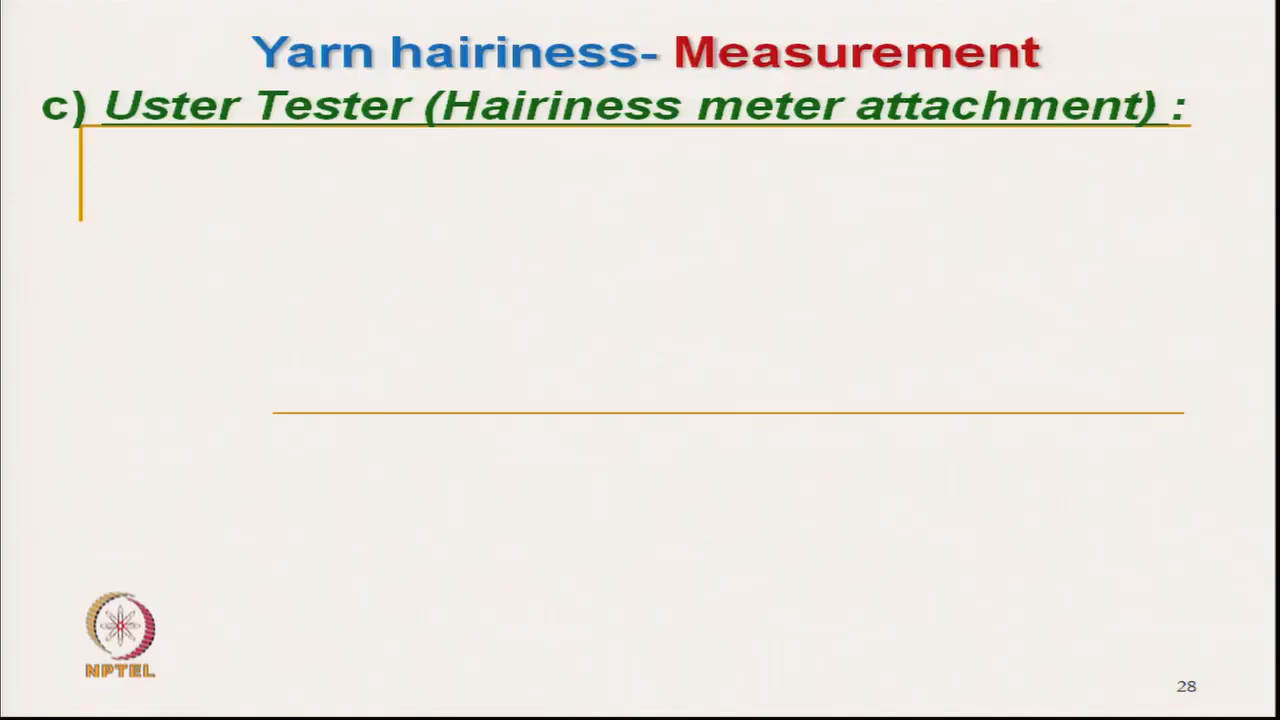 Yarn hairiness- Measurement
c) Uster Tester (Hairiness meter attachment) :
NPTEL
28